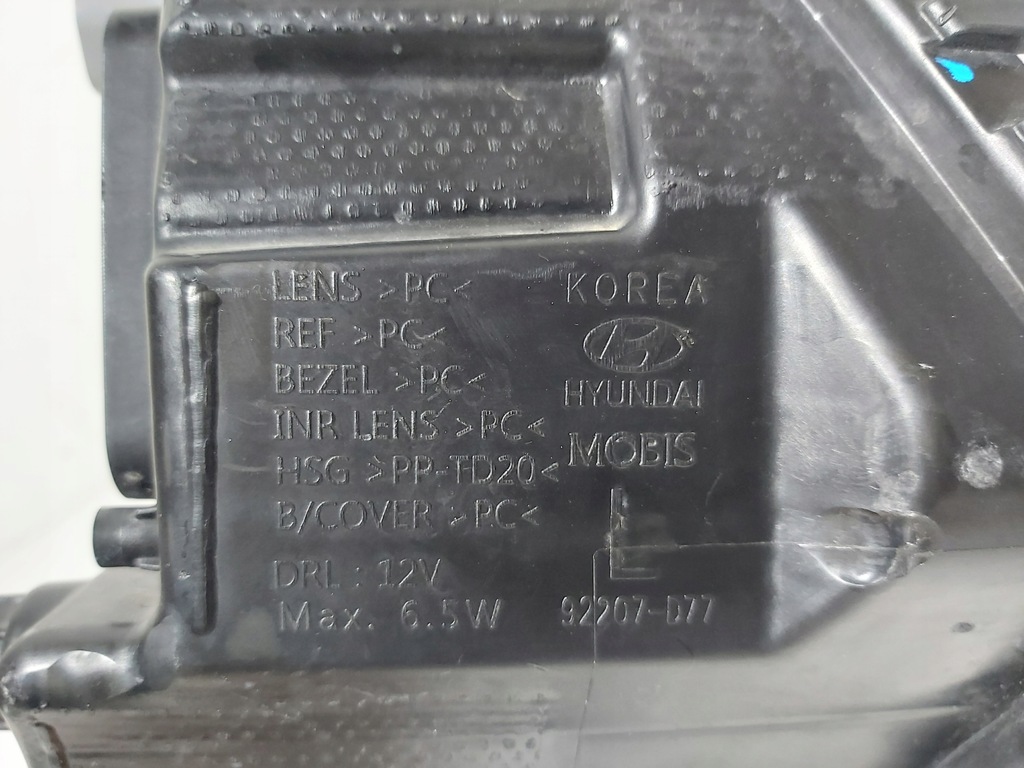 LENS >PC<
REF >PC<
BEZEL >PC<
INR LENS >PC<
HSG >PP-TD20<
B/COVER >PC<
DRL : 12V
Max. 6.5W
KOREA
HYUNDAI
MOBIS
L
92207-D77